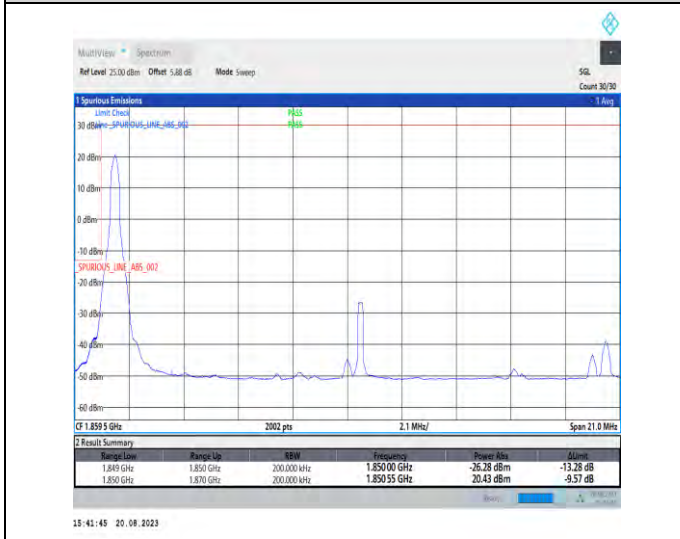 MultiView Spectrum
Ref Level 25.00 dBm Offset 5.88 dB Mode Sweep SGL
Count 30/30
1 Spurious Emissions 1 Avg
Limit Check PASS
30 dBm Line _SPURIOUS_LINE_ABS_002 PASS
20 dBm
10 dBm
0 dBm
-10 dBm
_SPURIOUS_LINE_ABS_002
-20 dBm
-30 dBm
-40 dBm
-50 dBm
-60 dBm
CF 1.859 5 GHz 2002 pts 2.1 MHz/ Span 21.0 MHz
2 Result Summary
Range Low Range Up RBW Frequency Power Abs ΔLimit
1.849 GHz 1.850 GHz 200.000 kHz 1.850 00 GHz -26.28 dBm -13.28 dB
1.850 GHz 1.870 GHz 200.000 kHz 1.850 55 GHz 20.43 dBm -9.57 dB
15:41:45 20.08.2023